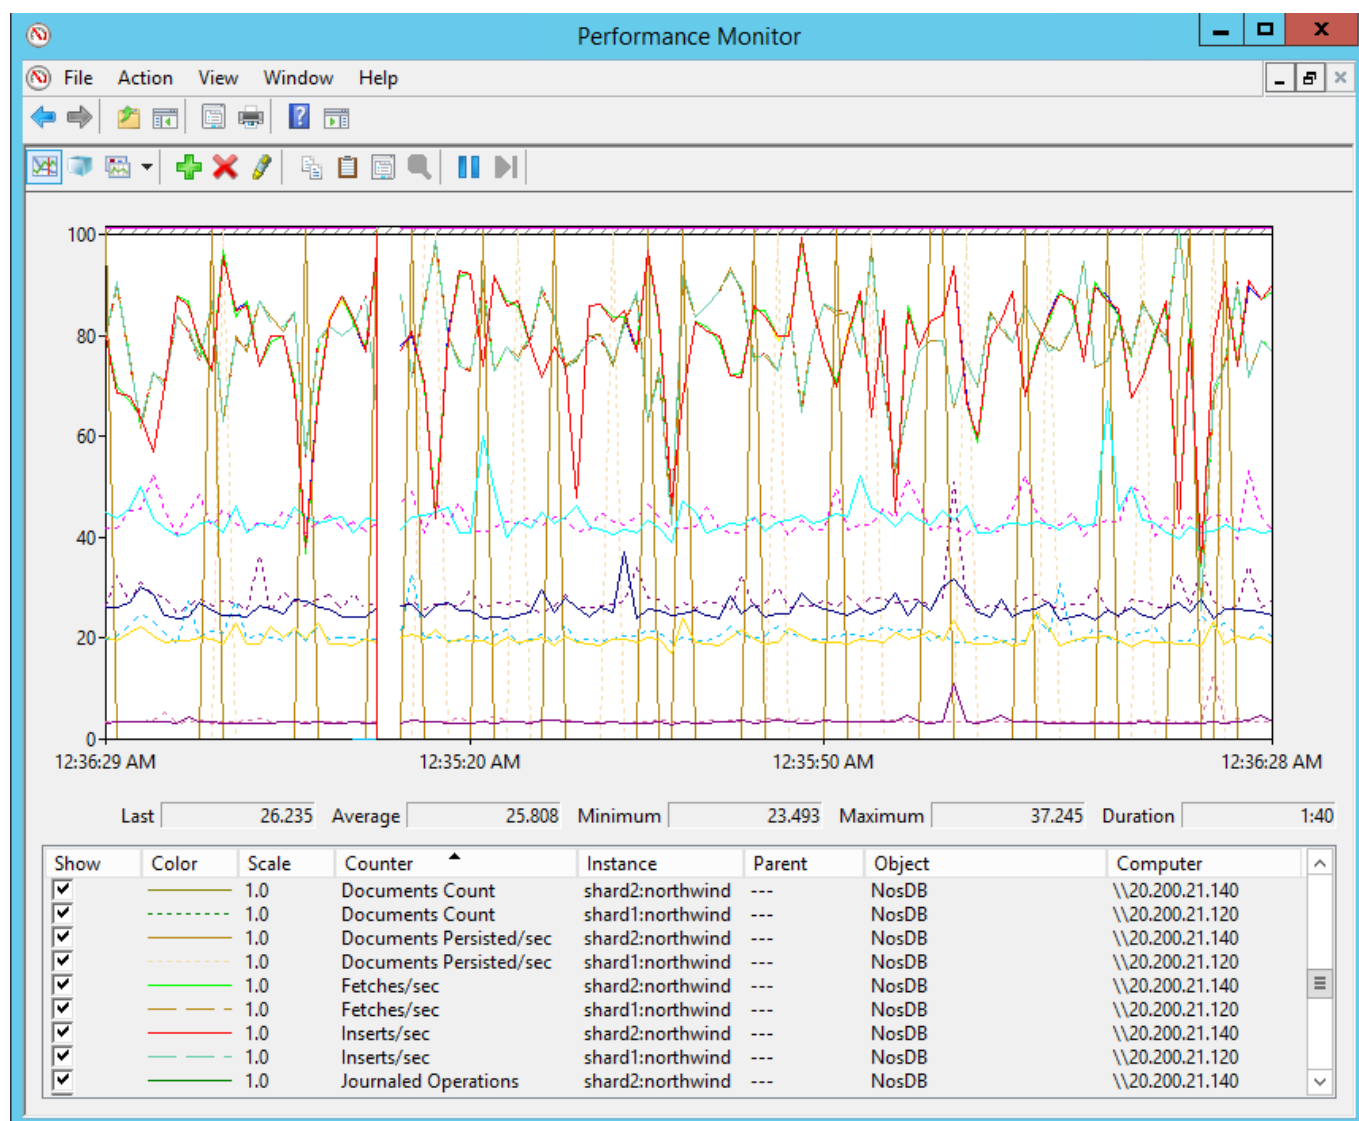 Performance Monitor
File Action View Window Help
100
80
60
40
20
0
12:36:29 AM 12:35:20 AM 12:35:50 AM 12:36:28 AM
Last 26.235 Average 25.808 Minimum 23.493 Maximum 37.245 Duration 1:40
Show Color Scale Counter Instance Parent Object Computer
1.0 Documents Count shard2:northwind --- NosDB \\20.200.21.140
1.0 Documents Count shard1:northwind --- NosDB \\20.200.21.120
1.0 Documents Persisted/sec shard2:northwind --- NosDB \\20.200.21.140
1.0 Documents Persisted/sec shard1:northwind --- NosDB \\20.200.21.120
1.0 Fetches/sec shard2:northwind --- NosDB \\20.200.21.140
1.0 Fetches/sec shard1:northwind --- NosDB \\20.200.21.120
1.0 Inserts/sec shard2:northwind --- NosDB \\20.200.21.140
1.0 Inserts/sec shard1:northwind --- NosDB \\20.200.21.120
1.0 Journaled Operations shard2:northwind --- NosDB \\20.200.21.140